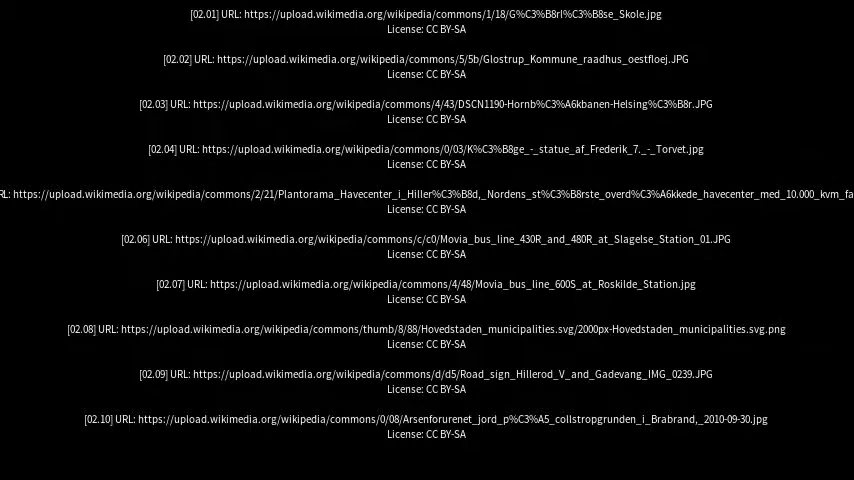 [02.01] URL: https://upload.wikimedia.org/wikipedia/commons/1/18/G%C3%B8rl%C3%B8se_Skole.jpg
License: CC BY-SA
[02.02] URL: https://upload.wikimedia.org/wikipedia/commons/5/5b/Glostrup_Kommune_raadhus_oestfloej.JPG
License: CC BY-SA
[02.03] URL: https://upload.wikimedia.org/wikipedia/commons/4/43/DSCN1190-Hornb%C3%A6kbanen-Helsing%C3%B8r.JPG
License: CC BY-SA
[02.04] URL: https://upload.wikimedia.org/wikipedia/commons/0/03/K%C3%B8ge_-_statue_af_Frederik_7._-_Torvet.jpg
License: CC BY-SA
RL: https://upload.wikimedia.org/wikipedia/commons/2/21/Plantorama_Havecenter_i_Hiller%C3%B8d,_Nordens_st%C3%B8rste_overd%C3%A6kkede_havecenter_med_10.000_kvm_fa
License: CC BY-SA
[02.06] URL: https://upload.wikimedia.org/wikipedia/commons/c/c0/Movia_bus_line_430R_and_480R_at_Slagelse_Station_01.JPG
License: CC BY-SA
[02.07] URL: https://upload.wikimedia.org/wikipedia/commons/4/48/Movia_bus_line_600S_at_Roskilde_Station.jpg
License: CC BY-SA
[02.08] URL: https://upload.wikimedia.org/wikipedia/commons/thumb/8/88/Hovedstaden_municipalities.svg/2000px-Hovedstaden_municipalities.svg.png
License: CC BY-SA
[02.09] URL: https://upload.wikimedia.org/wikipedia/commons/d/d5/Road_sign_Hillerod_V_and_Gadevang_IMG_0239.JPG
License: CC BY-SA
[02.10] URL: https://upload.wikimedia.org/wikipedia/commons/0/08/Arsenforurenet_jord_p%C3%A5_collstropgrunden_i_Brabrand,_2010-09-30.jpg
License: CC BY-SA